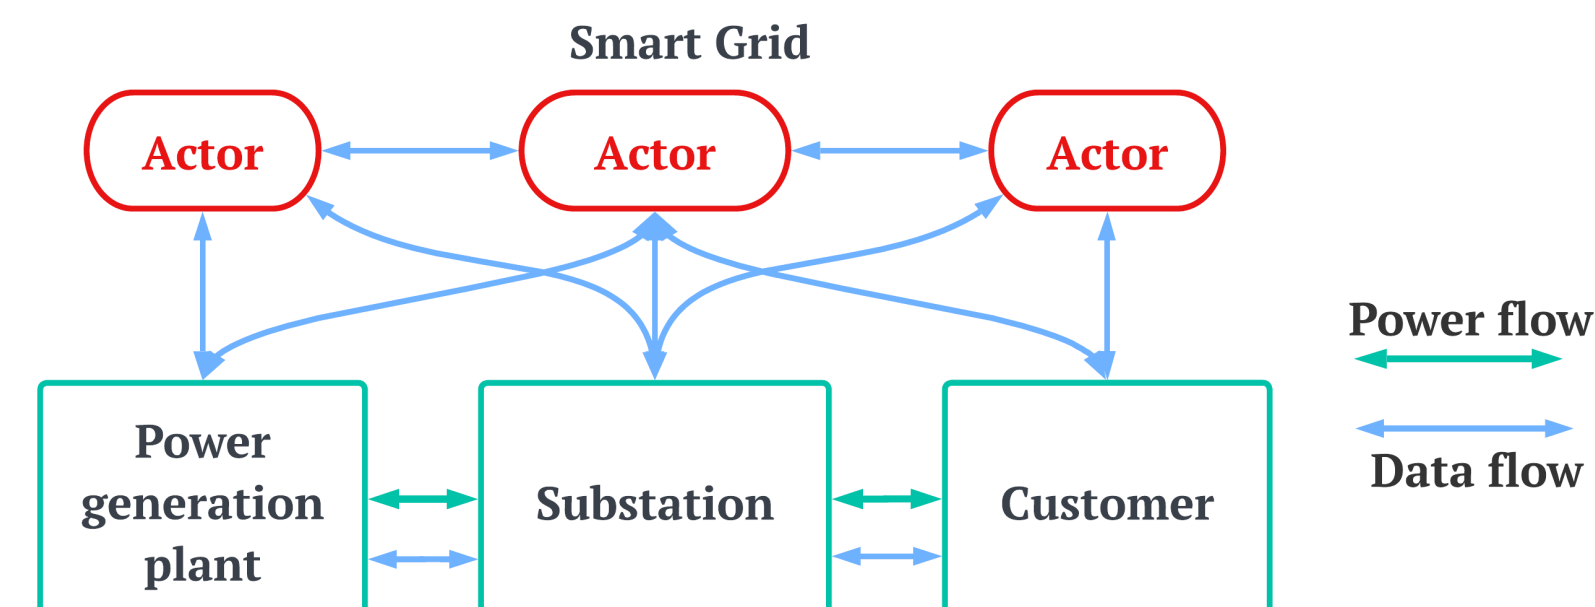 Smart Grid
Actor
Actor
Actor
Power flow
Data flow
Power
generation
plant
Substation
Customer